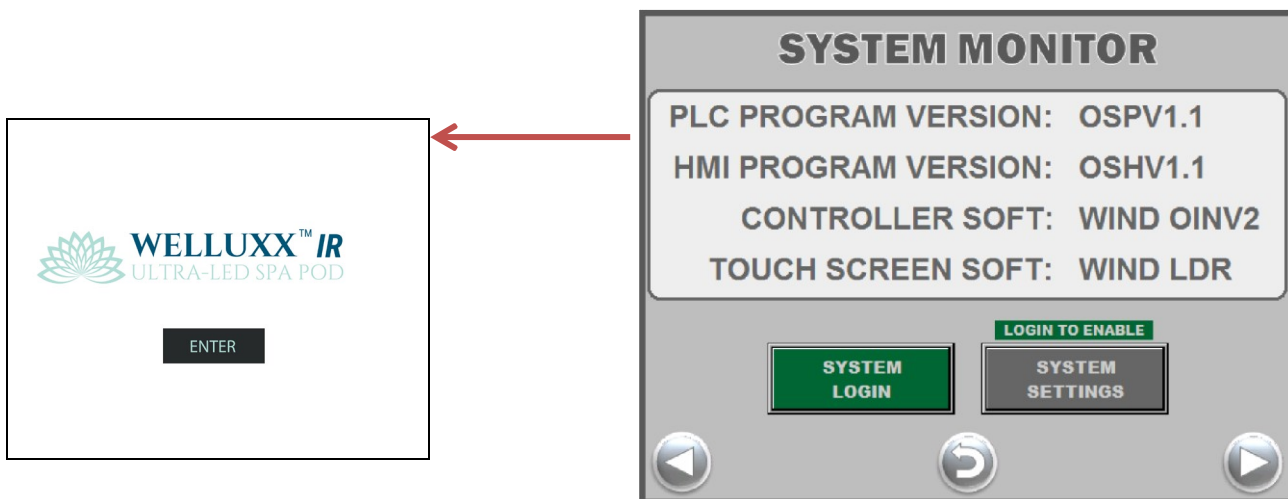 WELLUXX™ IR
ULTRA-LED SPA POD
ENTER
SYSTEM MONITOR
PLC PROGRAM VERSION: OSPV1.1
HMI PROGRAM VERSION: OSHV1.1
CONTROLLER SOFT: WIND OINV2
TOUCH SCREEN SOFT: WIND LDR
LOGIN TO ENABLE
SYSTEM
LOGIN
SYSTEM
SETTINGS